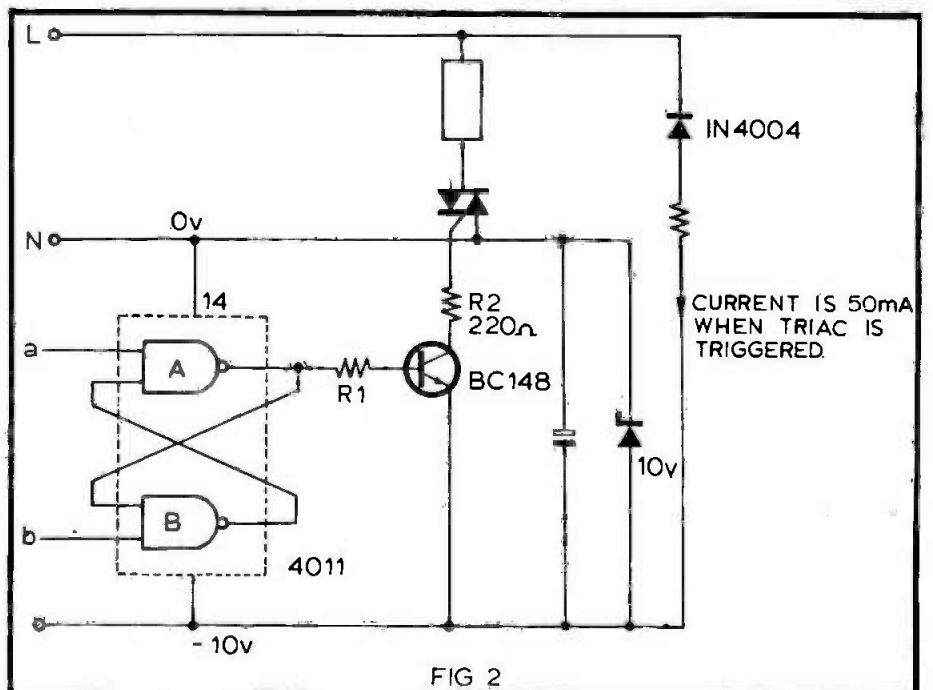 L
IN4004
N
0v
14
R2
220Ω
CURRENT IS 50mA
WHEN TRIAC IS
TRIGGERED.
a
A
R1
BC148
10v
B
b
4011
-10v
FIG 2